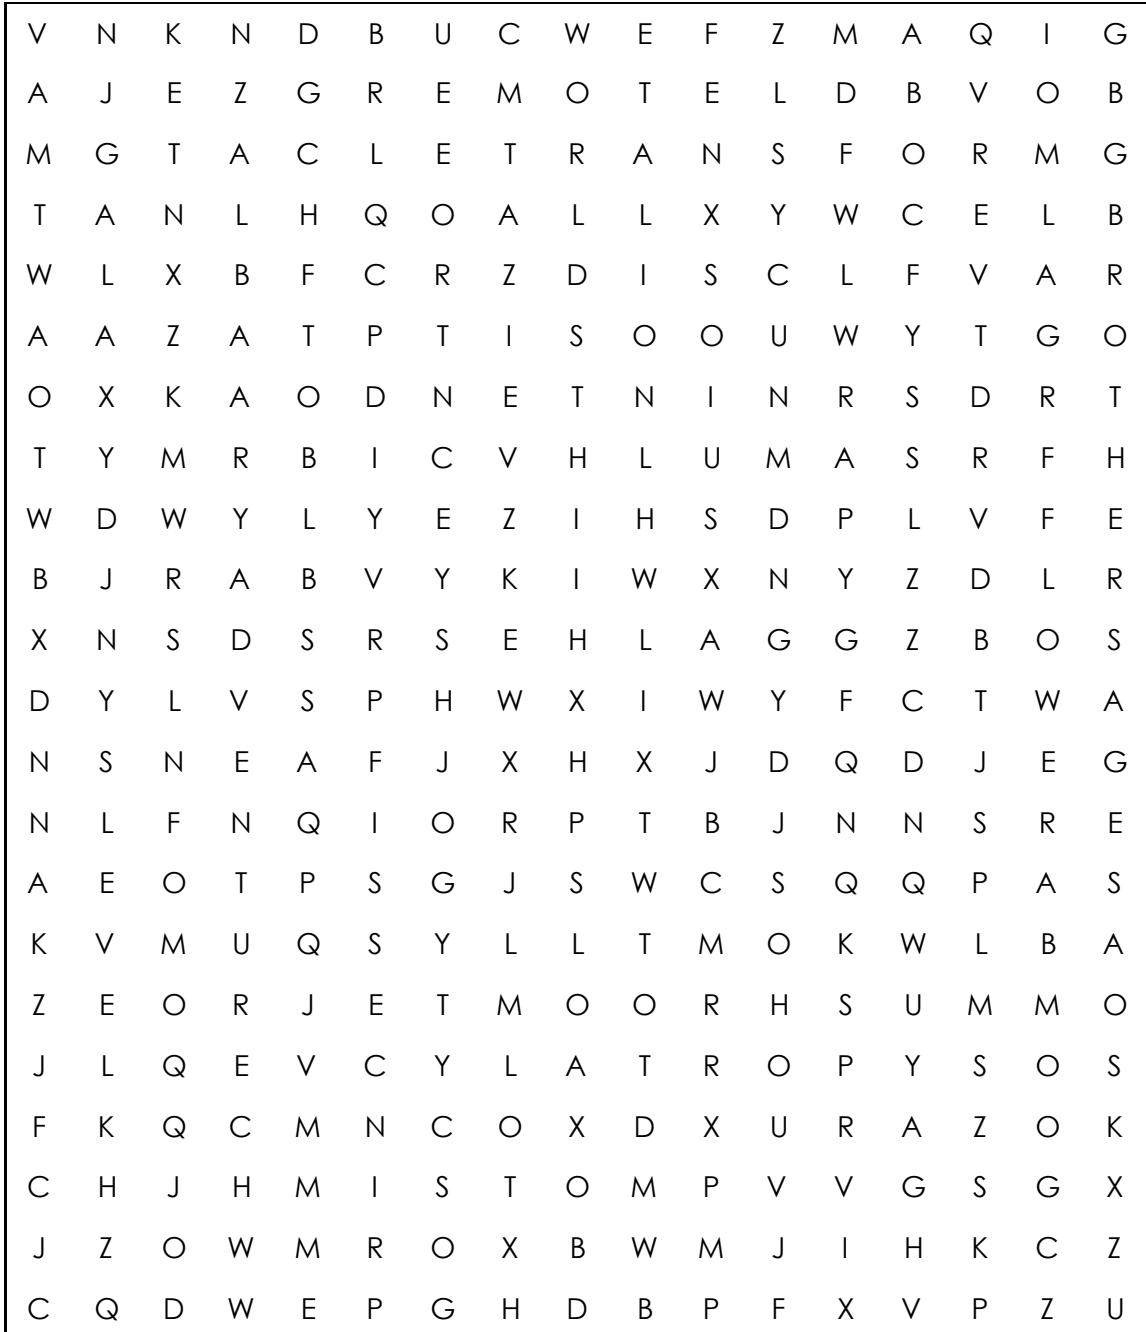 V N K N D B U C W E F Z M A Q I G
A J E Z G R E M O T E L D B V O B
M G T A C L E T R A N S F O R M G
T A N L H Q O A L L X Y W C E L B
W L X B F C R Z D I S C L F V A R
A A Z A T P T I S O O U W Y T G O
O X K A O D N E T N I N R S D R T
T Y M R B I C V H L U M A S R F H
W D W Y L Y E Z I H S D P L V F E
B J R A B V Y K I W X N Y Z D L R
X N S D S R S E H L A G G Z B O S
D Y L V S P H W X I W Y F C T W A
N S N E A F J X H X J D Q D J E G
N L F N Q I O R P T B J N N S R E
A E O T P S G J S W C S Q Q P A S
K V M U Q S Y L L T M O K W L B A
Z E O R J E T M O O R H S U M M O
J L Q E V C Y L A T R O P Y S O S
F K Q C M N C O X D X U R A Z O K
C H J H M I S T O M P V V G S G X
J Z O W M R O X B W M J I H K C Z
C Q D W E P G H D B P F X V P Z U